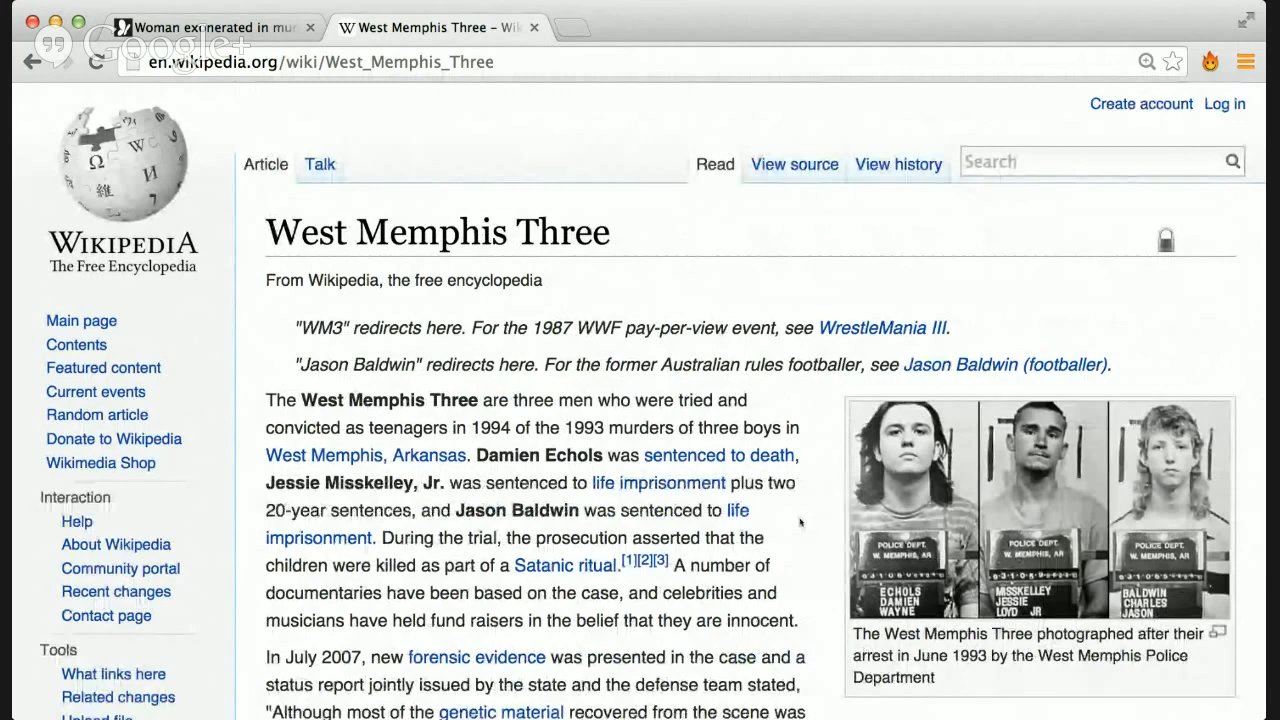 Woman exonerated in mur
West Memphis Three – Wik
Google+
en.wikipedia.org/wiki/West_Memphis_Three
Create account Log in
Article Talk Read View source View history Search
WIKIPEDIA
The Free Encyclopedia
Main page
Contents
Featured content
Current events
Random article
Donate to Wikipedia
Wikimedia Shop
Interaction
Help
About Wikipedia
Community portal
Recent changes
Contact page
Tools
What links here
Related changes
Upload file
West Memphis Three
From Wikipedia, the free encyclopedia
"WM3" redirects here. For the 1987 WWF pay-per-view event, see WrestleMania III.
"Jason Baldwin" redirects here. For the former Australian rules footballer, see Jason Baldwin (footballer).
The West Memphis Three are three men who were tried and
convicted as teenagers in 1994 of the 1993 murders of three boys in
West Memphis, Arkansas. Damien Echols was sentenced to death,
Jessie Misskelley, Jr. was sentenced to life imprisonment plus two
20-year sentences, and Jason Baldwin was sentenced to life
imprisonment. During the trial, the prosecution asserted that the
children were killed as part of a Satanic ritual.[1][2][3] A number of
documentaries have been based on the case, and celebrities and
musicians have held fund raisers in the belief that they are innocent.
In July 2007, new forensic evidence was presented in the case and a
status report jointly issued by the state and the defense team stated,
"Although most of the genetic material recovered from the scene was
POLICE DEPT.
W. MEMPHIS, AR
ECHOLS
DAMIEN
WAYNE
POLICE DEPT.
W. MEMPHIS, AR
MISSKELLEY
JESSIE
LOYD JR
POLICE DEPT.
W. MEMPHIS, AR
BALDWIN
CHARLES
JASON
The West Memphis Three photographed after their
arrest in June 1993 by the West Memphis Police
Department